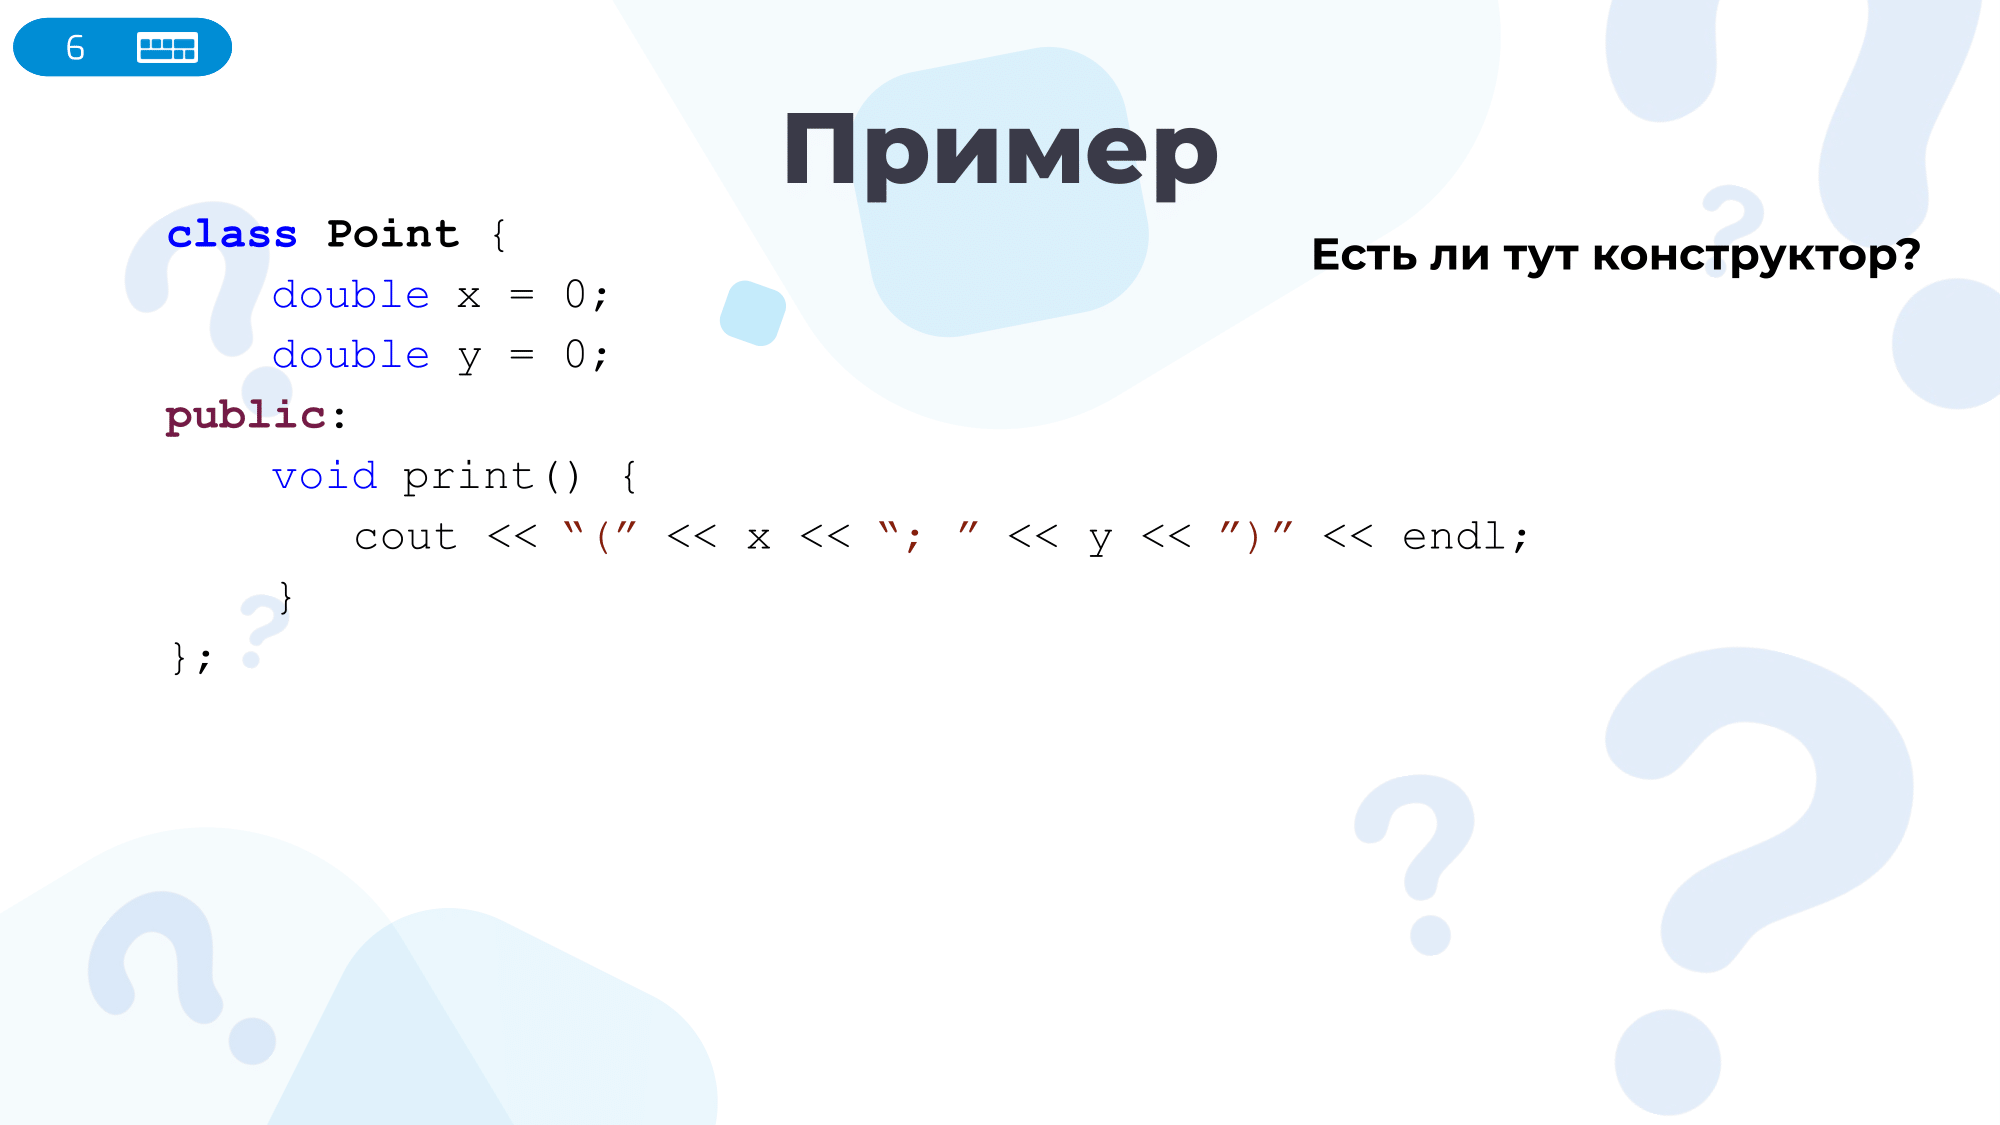 6
Пример
class Point {
Есть ли тут конструктор?
    double x = 0;
    double y = 0;
public:
    void print() {
       cout << “(” << x << “; ” << y << ”)” << endl;
    }
};